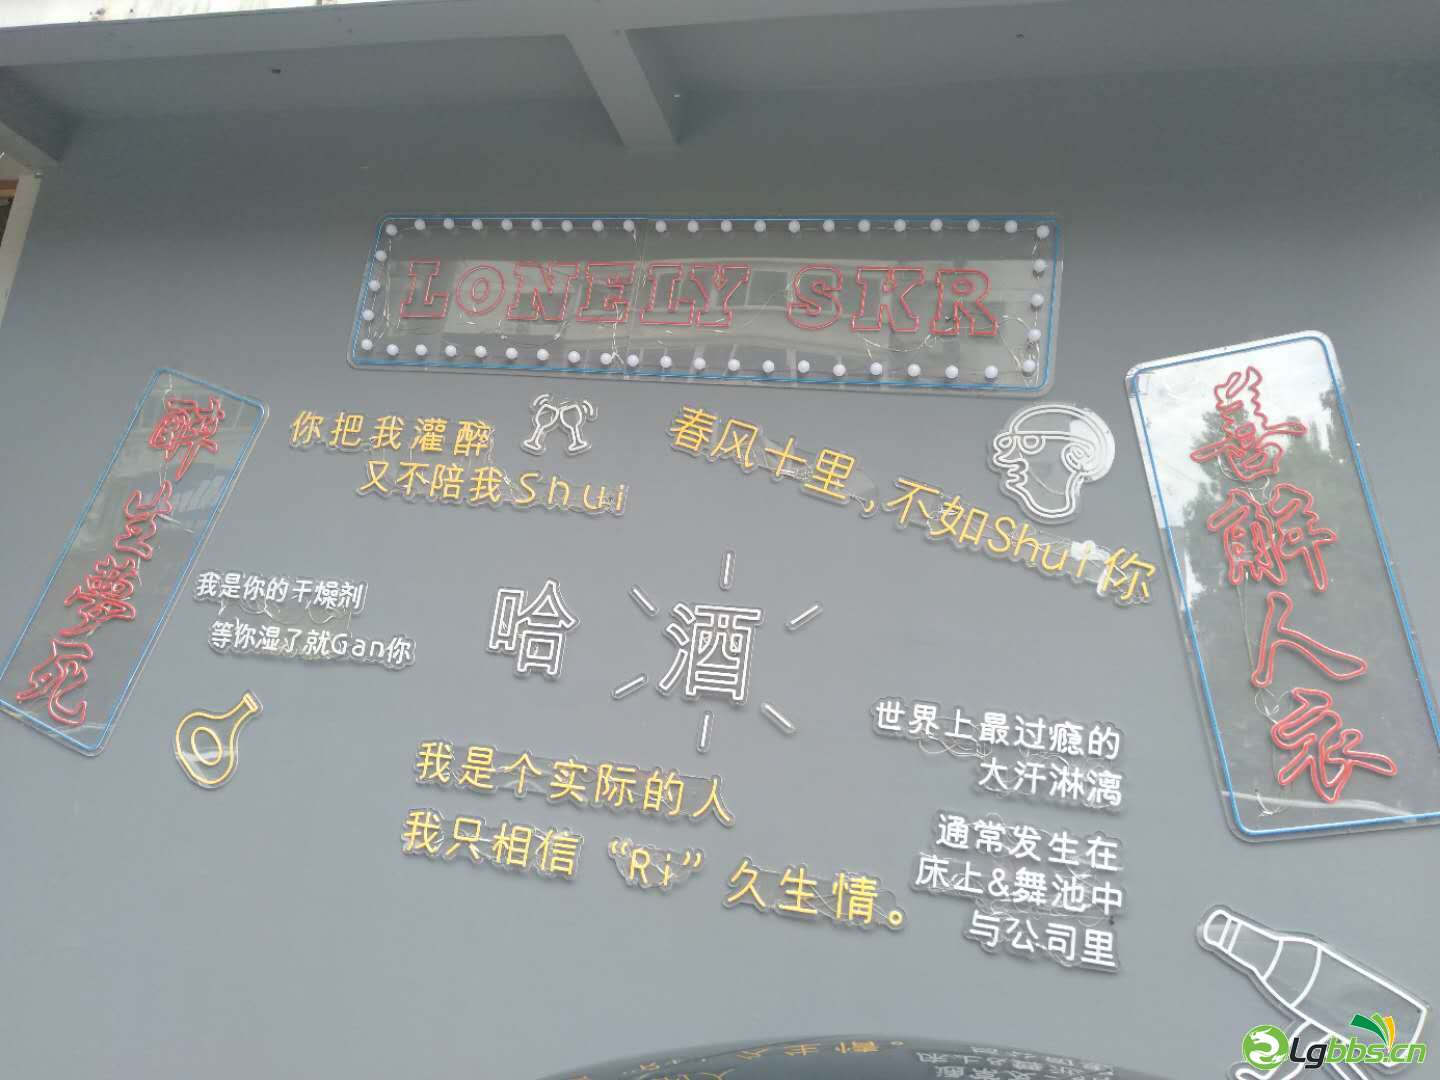 LONELY SKR
醉生夢死
你把我灌醉
又不陪我Shui
春风十里,不如Shui你
善解人衣
我是你的干燥剂
等你湿了就Gan你
哈酒
我是个实际的人
我只相信“Ri”久生情。
世界上最过瘾的
大汗淋漓
通常发生在
床上&舞池中
与公司里
Lgbbs.cn